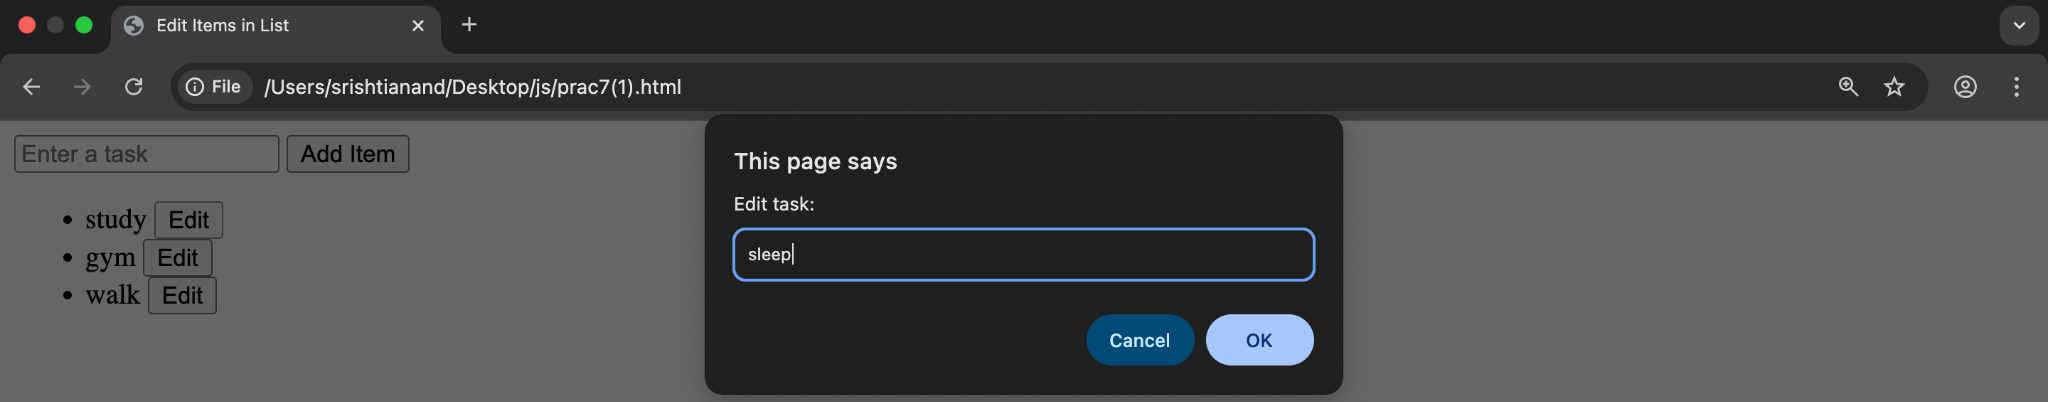 Edit Items in List
File /Users/srishtianand/Desktop/js/prac7(1).html
Enter a task Add Item
• study Edit
• gym Edit
• walk Edit
This page says
Edit task:
sleep
Cancel OK